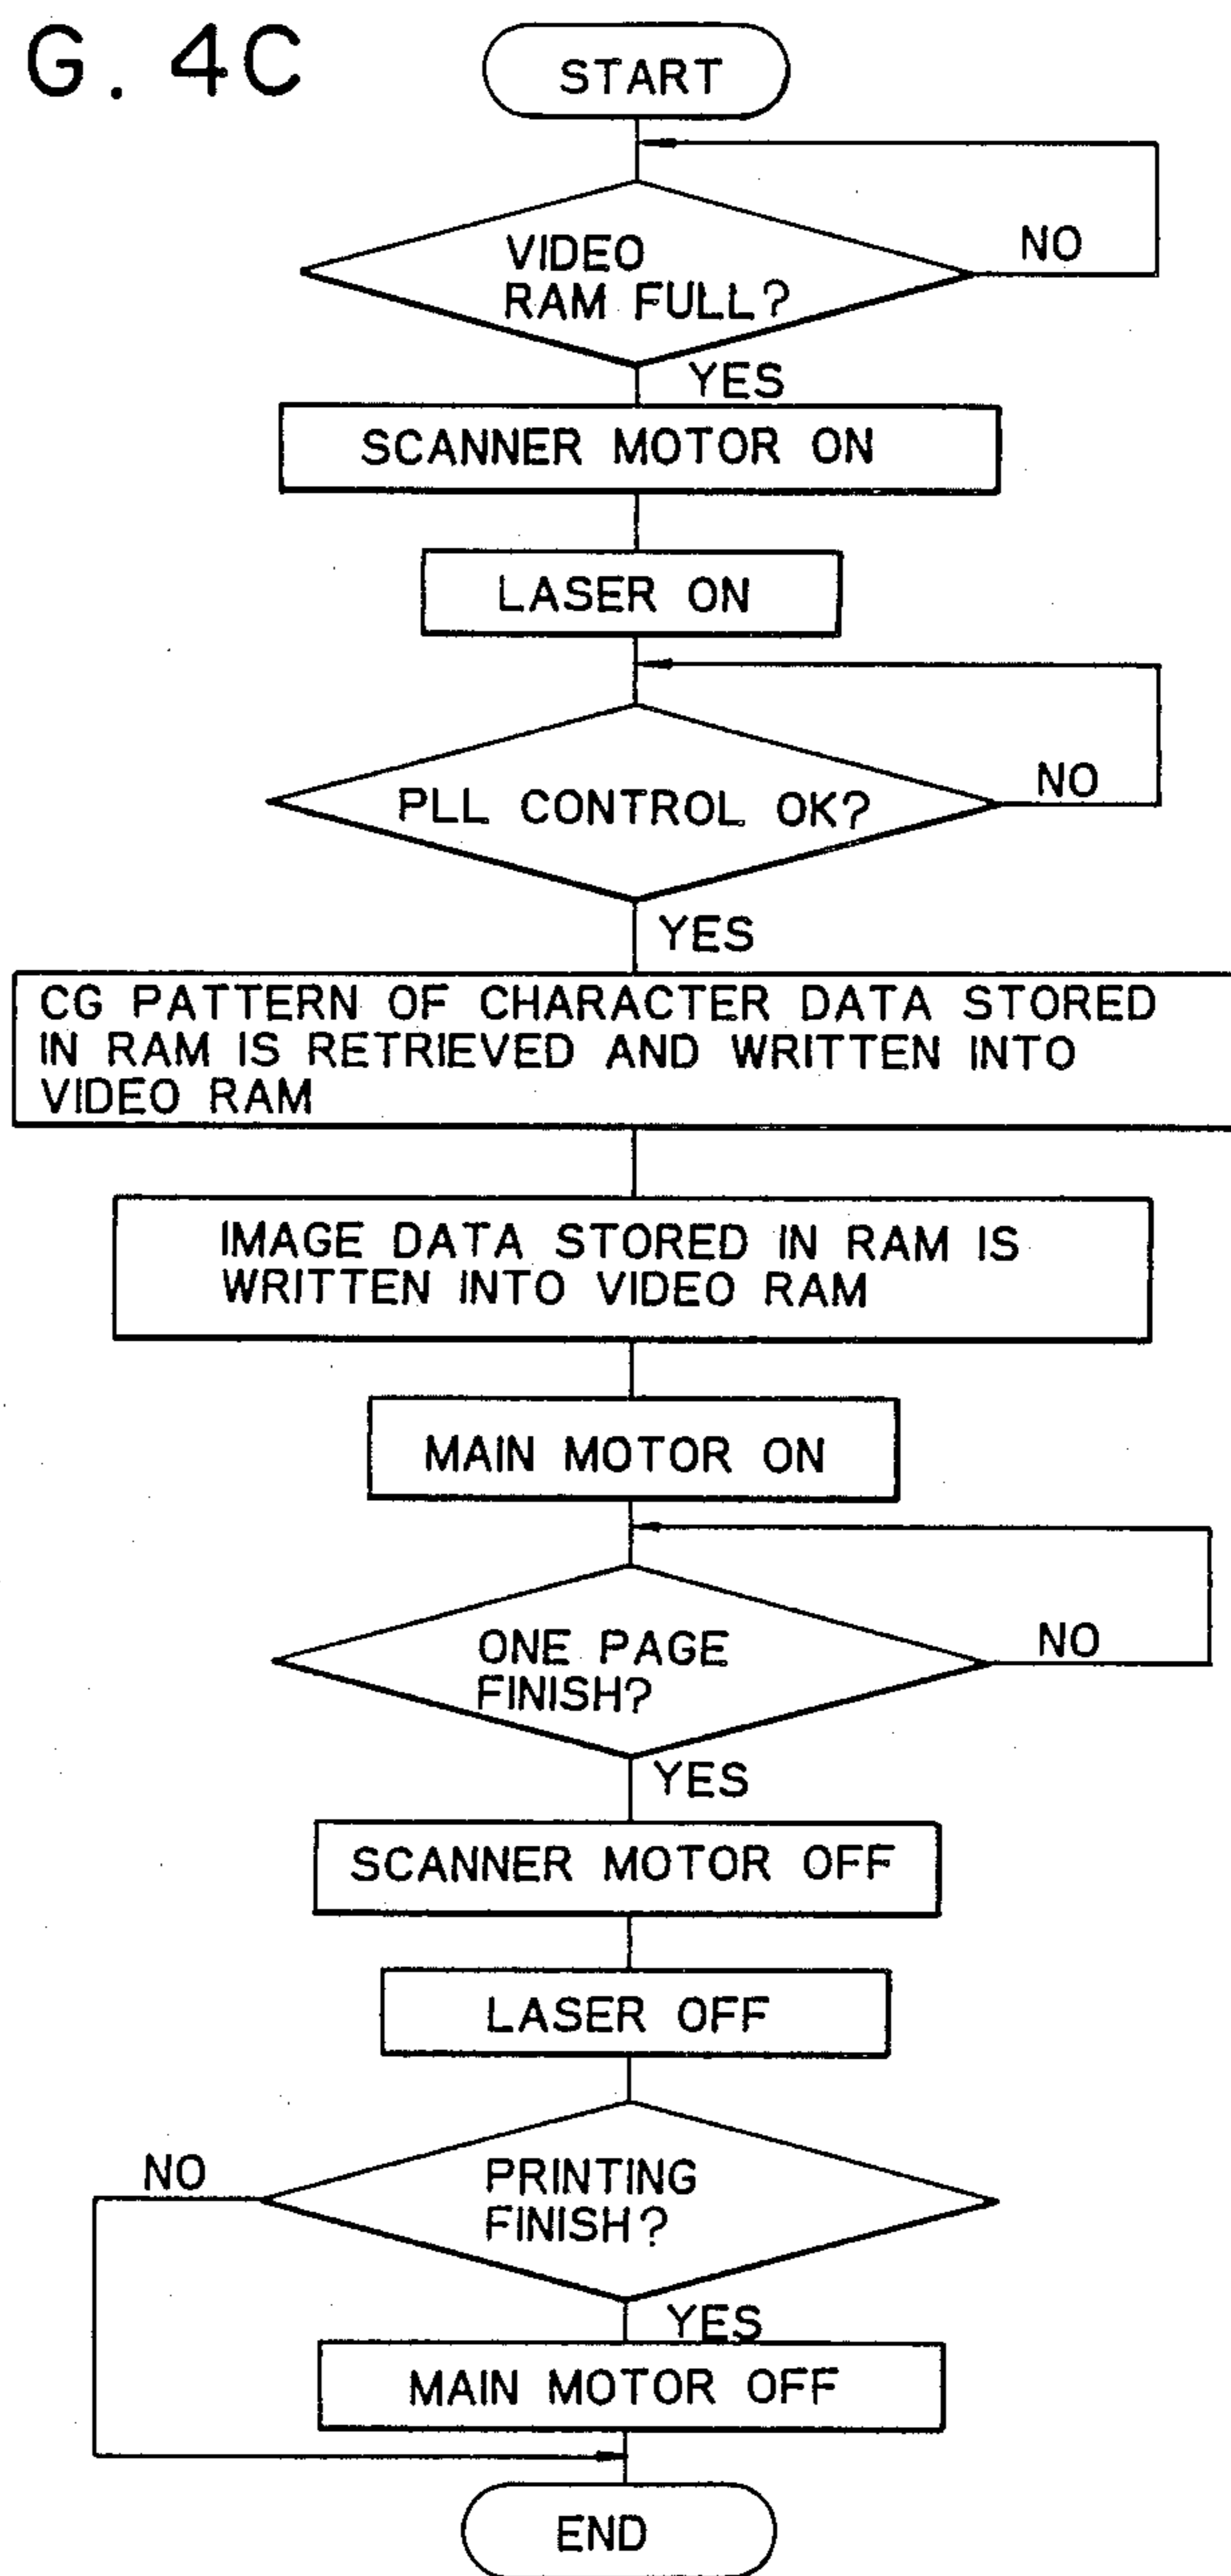 G. 4C
START
VIDEO
RAM FULL?
NO
YES
SCANNER MOTOR ON
LASER ON
PLL CONTROL OK?
NO
YES
CG PATTERN OF CHARACTER DATA STORED
IN RAM IS RETRIEVED AND WRITTEN INTO
VIDEO RAM
IMAGE DATA STORED IN RAM IS
WRITTEN INTO VIDEO RAM
MAIN MOTOR ON
ONE PAGE
FINISH?
NO
YES
SCANNER MOTOR OFF
LASER OFF
NO
PRINTING
FINISH?
YES
MAIN MOTOR OFF
END